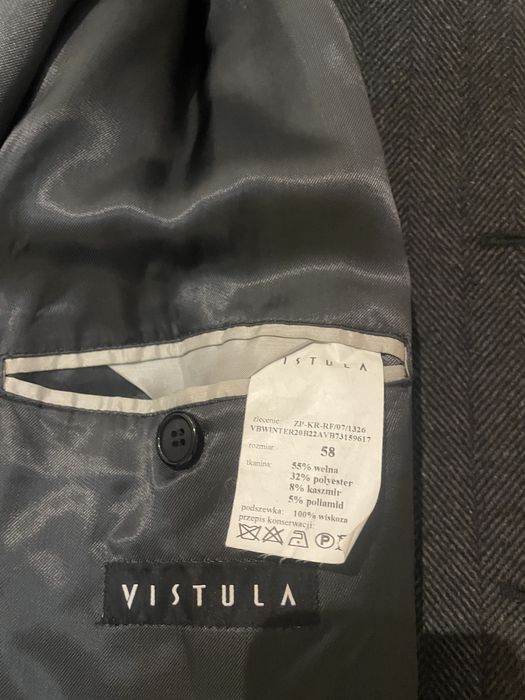 VISTULA
zlecenie: ZP-KR-RF/07/1326
VBWINTER20B22AVB73159617
rozmiar: 58
tkanina: 55% wełna
32% polyester
8% kaszmir
5% poliamid
podszewka: 100% wiskoza
przepis konserwacji:
P
VISTULA